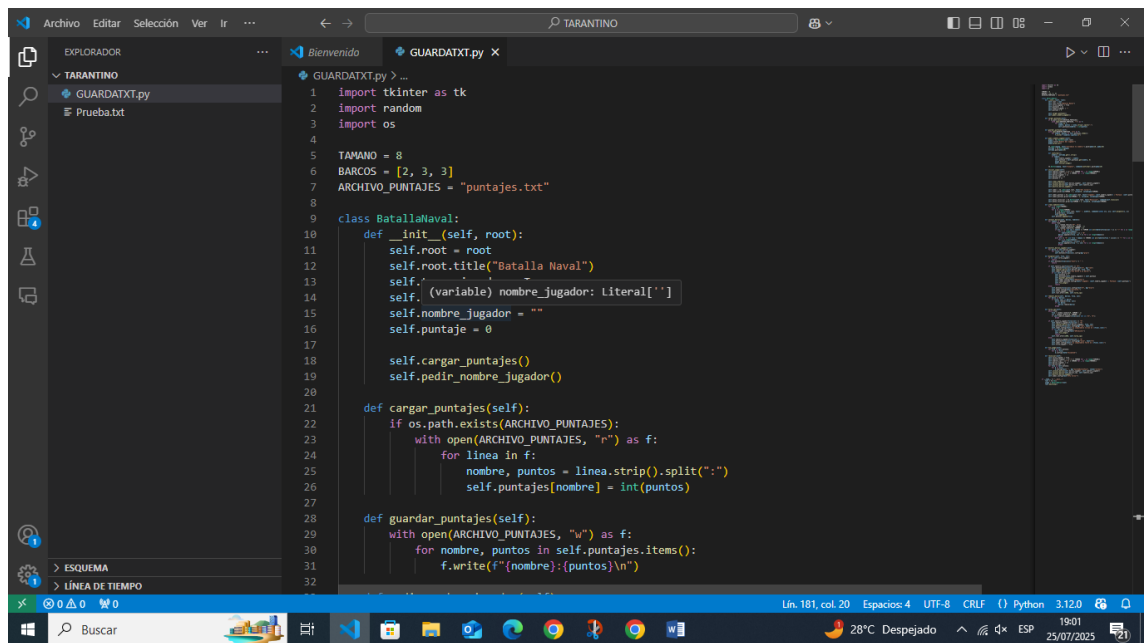 Archivo Editar Selección Ver Ir ···
TARANTINO
EXPLORADOR
TARANTINO
GUARDATXT.py
Prueba.txt
ESQUEMA
LÍNEA DE TIEMPO
Bienvenido
GUARDATXT.py
GUARDATXT.py > ...
1 import tkinter as tk
2 import random
3 import os
4
5 TAMANO = 8
6 BARCOS = [2, 3, 3]
7 ARCHIVO_PUNTAJES = "puntajes.txt"
8
9 class BatallaNaval:
10 def __init__(self, root):
11 self.root = root
12 self.root.title("Batalla Naval")
13
(variable) nombre_jugador: Literal['']
14 self.
15 self.nombre_jugador = ""
16 self.puntaje = 0
17
18 self.cargar_puntajes()
19 self.pedir_nombre_jugador()
20
21 def cargar_puntajes(self):
22 if os.path.exists(ARCHIVO_PUNTAJES):
23 with open(ARCHIVO_PUNTAJES, "r") as f:
24 for linea in f:
25 nombre, puntos = linea.strip().split(":")
26 self.puntajes[nombre] = int(puntos)
27
28 def guardar_puntajes(self):
29 with open(ARCHIVO_PUNTAJES, "w") as f:
30 for nombre, puntos in self.puntajes.items():
31 f.write(f"{nombre}:{puntos}\n")
32
4
1
1
0 0 0
Lín. 181, col. 20 Espacios: 4 UTF-8 CRLF {} Python 3.12.0
Buscar
28°C Despejado
ESP
19:01
25/07/2025
2